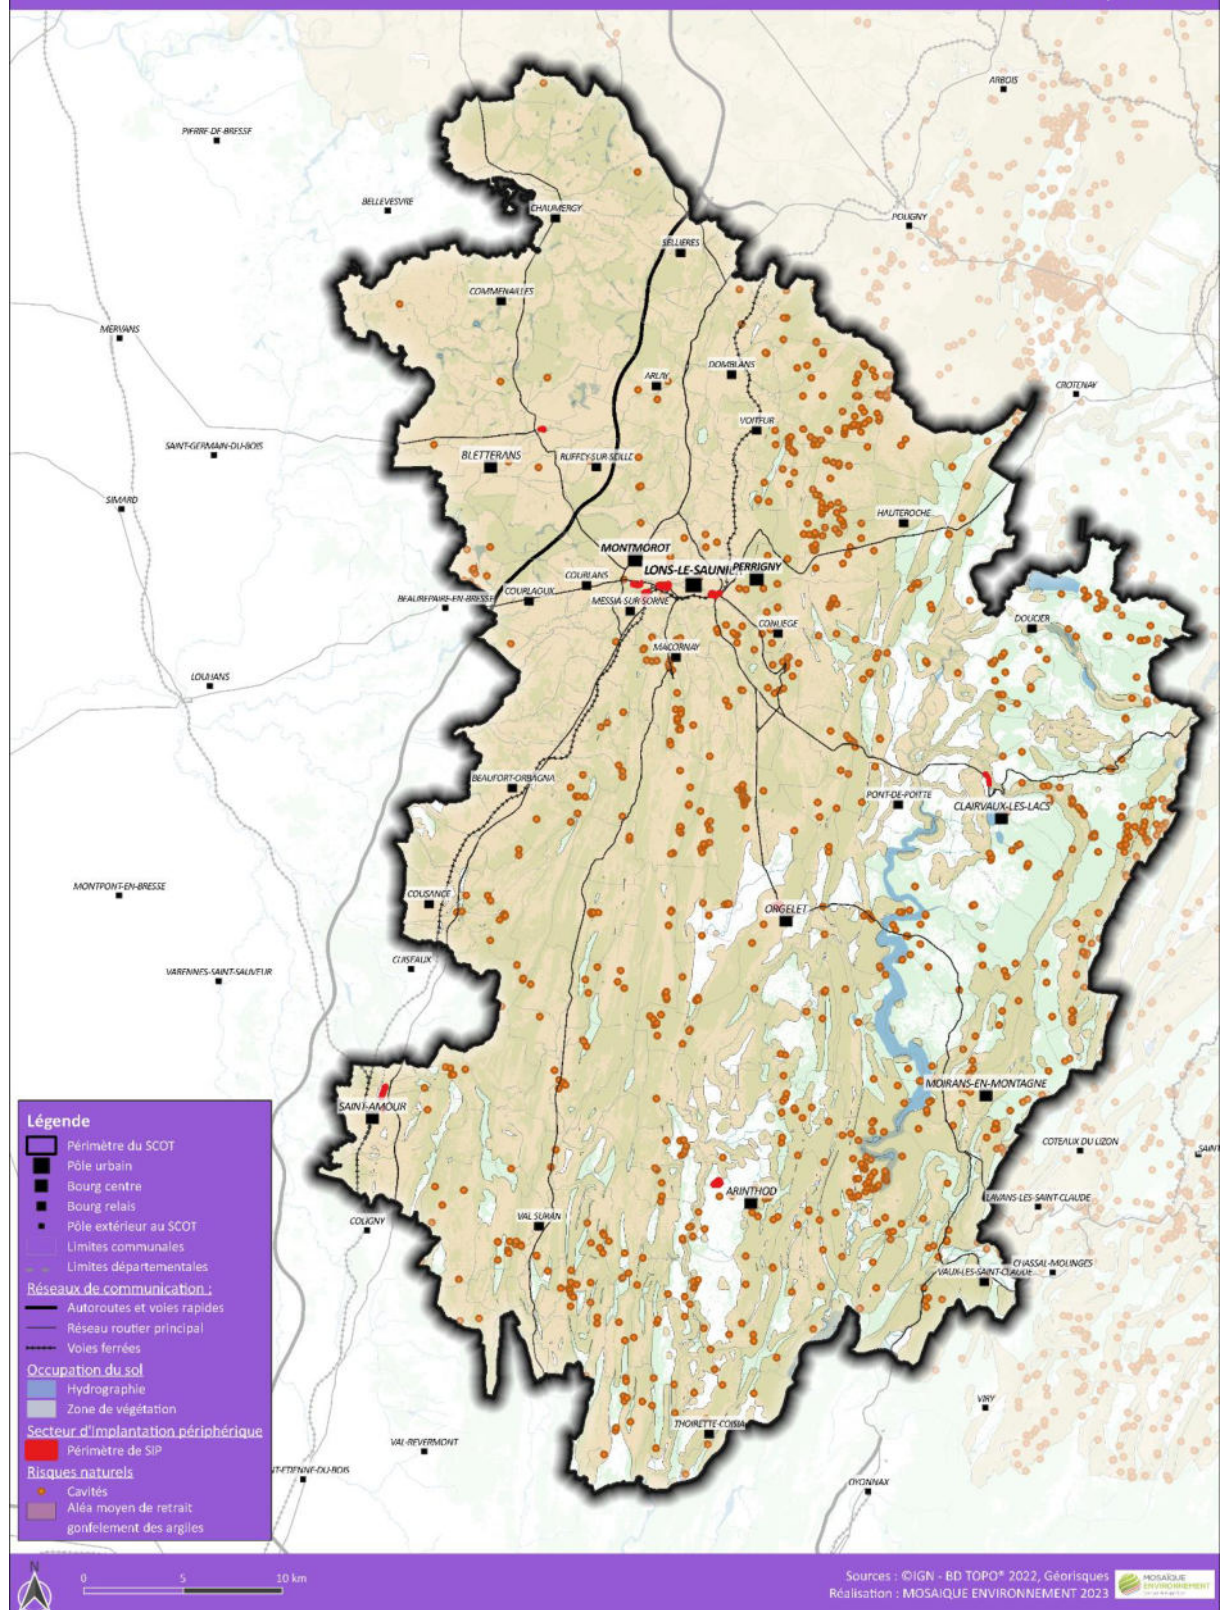 ARBOIS
PIERRE-DE-BRESSE
BELLEVESVRE
CHAUMERGY
POLIGNY
SELLIERES
COMMENAILLES
MERVANS
DOMBLANS
ARLAY
CROTENAY
VOITEUR
SAINT-GERMAIN-DU-BOIS
BLETTERANS
RUFFEY-SUR-SEILLE
SIMARD
HAUTEROCHE
MONTMOROT
LONS-LE-SAUNI
PERRIGNY
COURLANS
COURLAOUX
BEAUREPAIRE-EN-BRESSE
MESSIA-SUR-SORNE
DOUCIER
CONLIEGE
MACORNAY
LOUHANS
BEAUFORT-ORBAGNA
PONT-DE-POITTE
CLAIRVAUX-LES-LACS
MONTPONT-EN-BRESSE
COUSANCE
ORGELET
CUISEAUX
VARENNES-SAINT-SAUVEUR
MOIRANS-EN-MONTAGNE
SAINT-AMOUR
COTEAUX DU LIZON
SAINT
ARINTHOD
LAVANS-LES-SAINT-CLAUDE
COLIGNY
VAL SURAN
CHASSAL-MOLINGES
VAUX-LES-SAINT-CLAUDE
VIRY
THOIRETTE-COISIA
VAL-REVERMONT
NT-ETIENNE-DU-BOIS
OYONNAX
Légende
Périmètre du SCOT
Pôle urbain
Bourg centre
Bourg relais
Pôle extérieur au SCOT
Limites communales
Limites départementales
Réseaux de communication :
Autoroutes et voies rapides
Réseau routier principal
Voies ferrées
Occupation du sol
Hydrographie
Zone de végétation
Secteur d'implantation périphérique
Périmètre de SIP
Risques naturels
Cavités
Aléa moyen de retrait
gonfelement des argiles
N
0 5 10 km
Sources : ©IGN - BD TOPO® 2022, Géorisques
Réalisation : MOSAIQUE ENVIRONNEMENT 2023
MOSAÏQUE
ENVIRONNEMENT